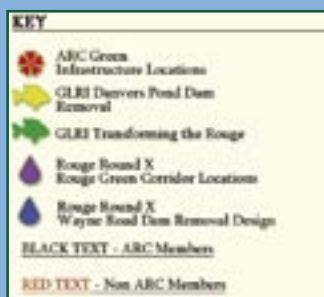 KEY
ARC Green
Infrastructure Locations
GLRI Danvers Pond Dam
Removal
GLRI Transforming the Rouge
Rouge Round X
Rouge Green Corridor Locations
Rouge Round X
Wayne Road Dam Removal Design
BLACK TEXT - ARC Members
RED TEXT - Non ARC Members